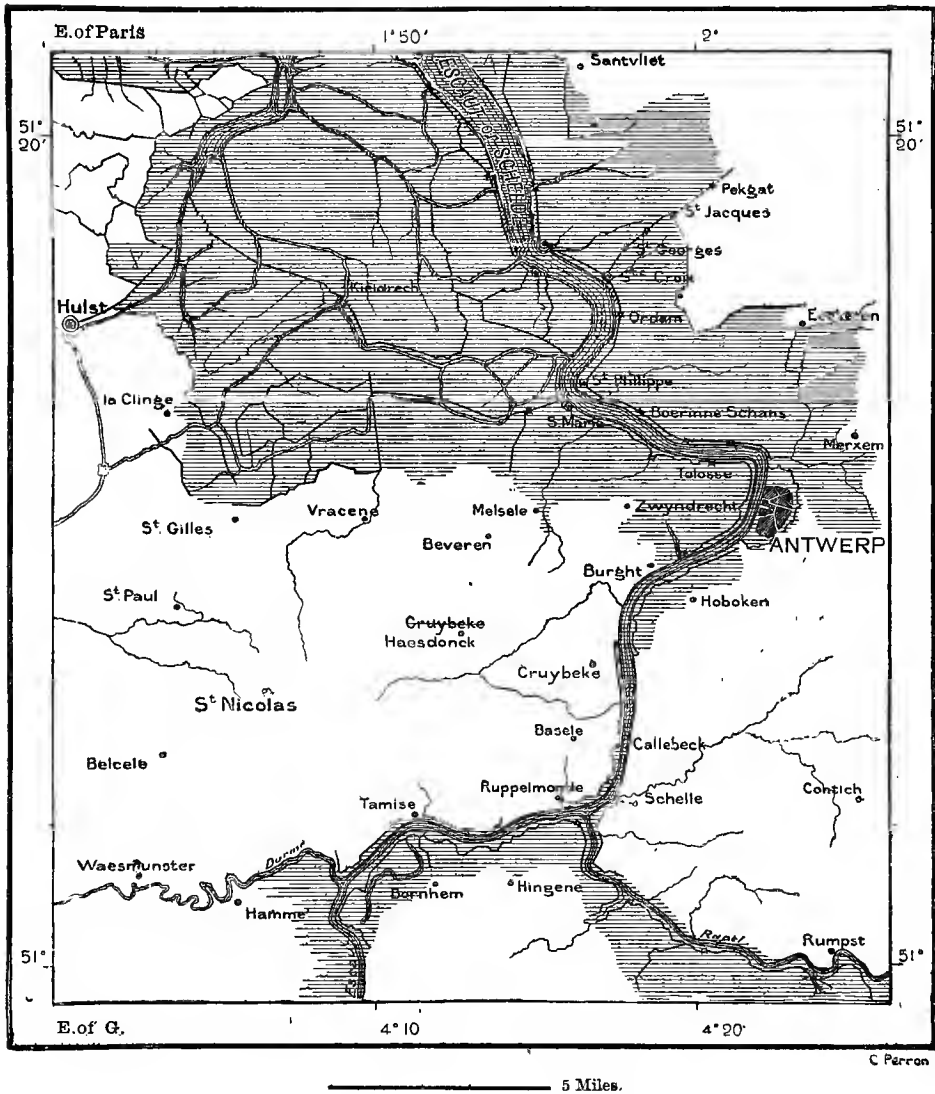 E. of Paris
1° 50'
2°
Santvliet
ESCAUT or SCHELDE
51°
20'
51°
20'
Pekgat
St Jacques
St Georges
Ste Croix
Kieldrech
Hulst
Ordam
Eeckeren
St Philippe
la Clinge
Boerinne Schans
S. Marie
Merxem
Tolosse
St. Gilles
Vracene
Melsele
Zwyndrecht
Beveren
ANTWERP
Burght
St. Paul
Hoboken
Cruybeke
Haesdonck
Cruybeke
St Nicolas
Basele
Callebeck
Belcele
Ruppelmonde
Contich
Tamise
Schelle
Waesmunster
Durme
Bornhem
Hingene
Hamme
Rupel
Rumpst
51°
51°
E. of G.
4° 10
4° 20'
C Perron
5 Miles.